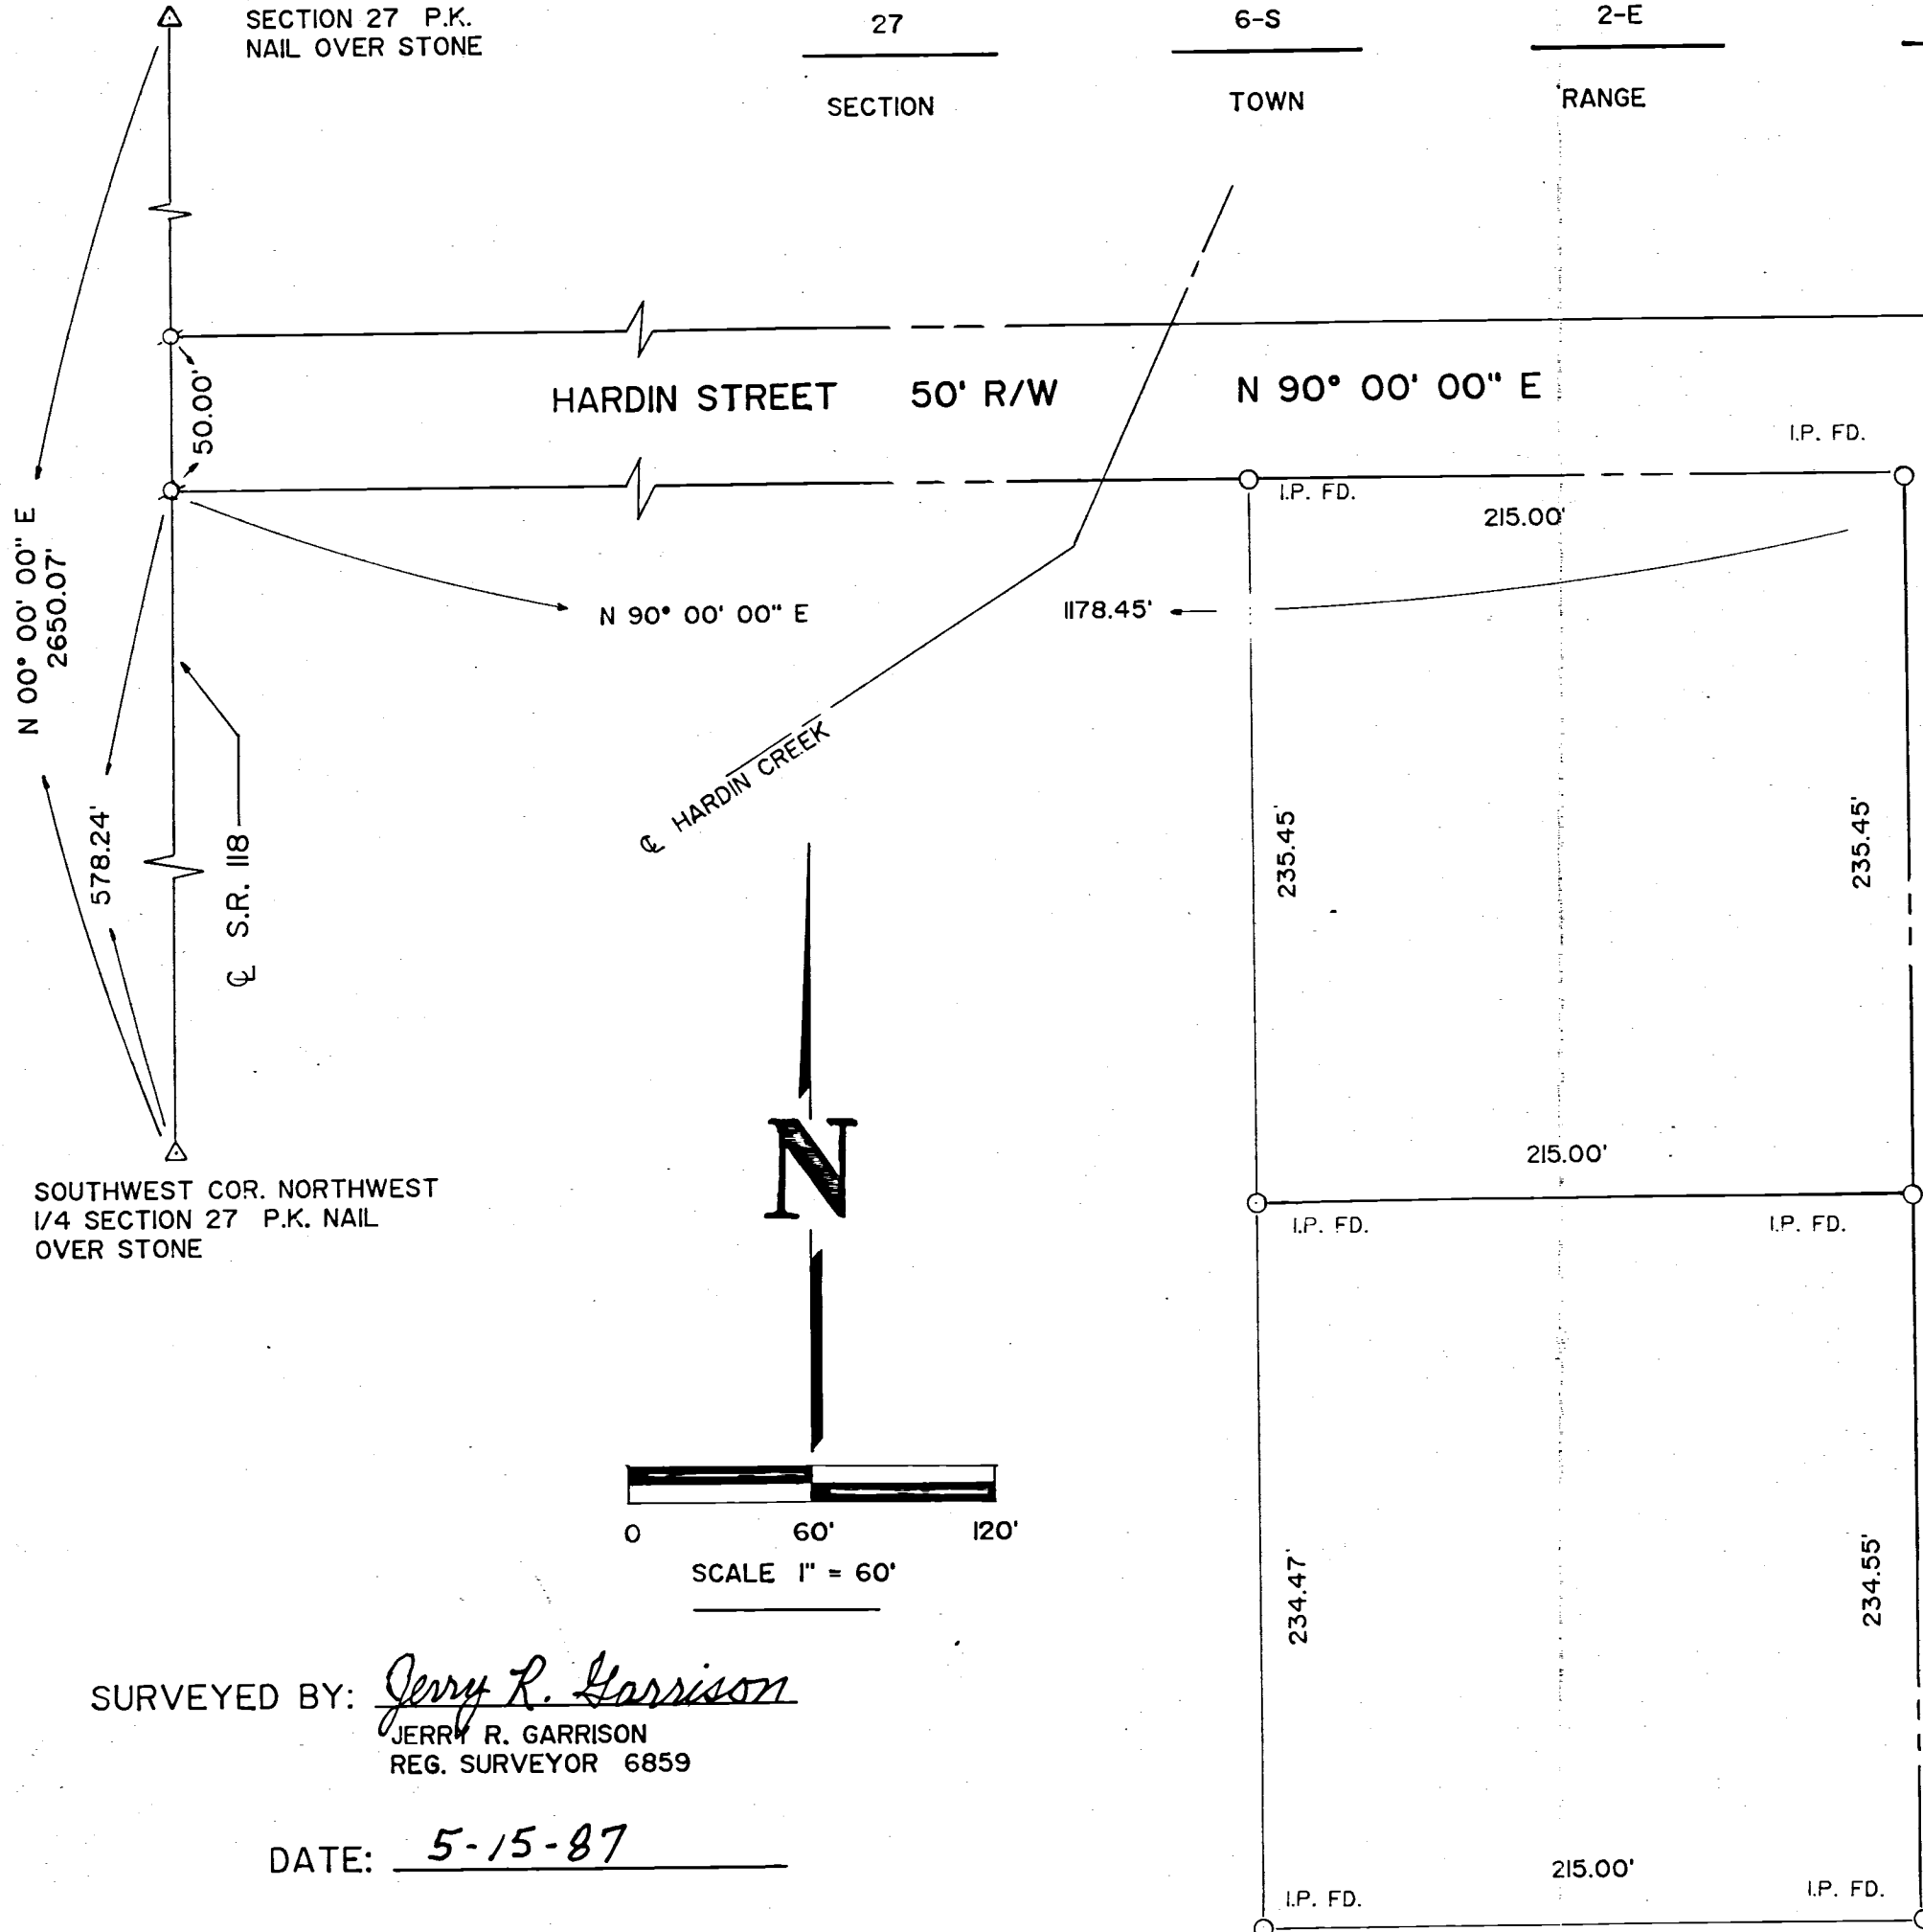 SECTION 27 P.K.
NAIL OVER STONE
27
6-S
2-E
SECTION
TOWN
RANGE
50.00'
HARDIN STREET 50' R/W N 90° 00' 00" E
I.P. FD.
I.P. FD.
215.00'
N 00° 00' 00" E
2650.07'
N 90° 00' 00" E
1178.45'
℄ HARDIN CREEK
578.24'
℄ S.R. 118
235.45'
235.45'
N
215.00'
SOUTHWEST COR. NORTHWEST
1/4 SECTION 27 P.K. NAIL
OVER STONE
I.P. FD.
I.P. FD.
0 60' 120'
SCALE 1" = 60'
234.47'
234.55'
SURVEYED BY: Jerry R. Garrison
JERRY R. GARRISON
REG. SURVEYOR 6859
DATE: 5-15-87
215.00'
I.P. FD.
I.P. FD.